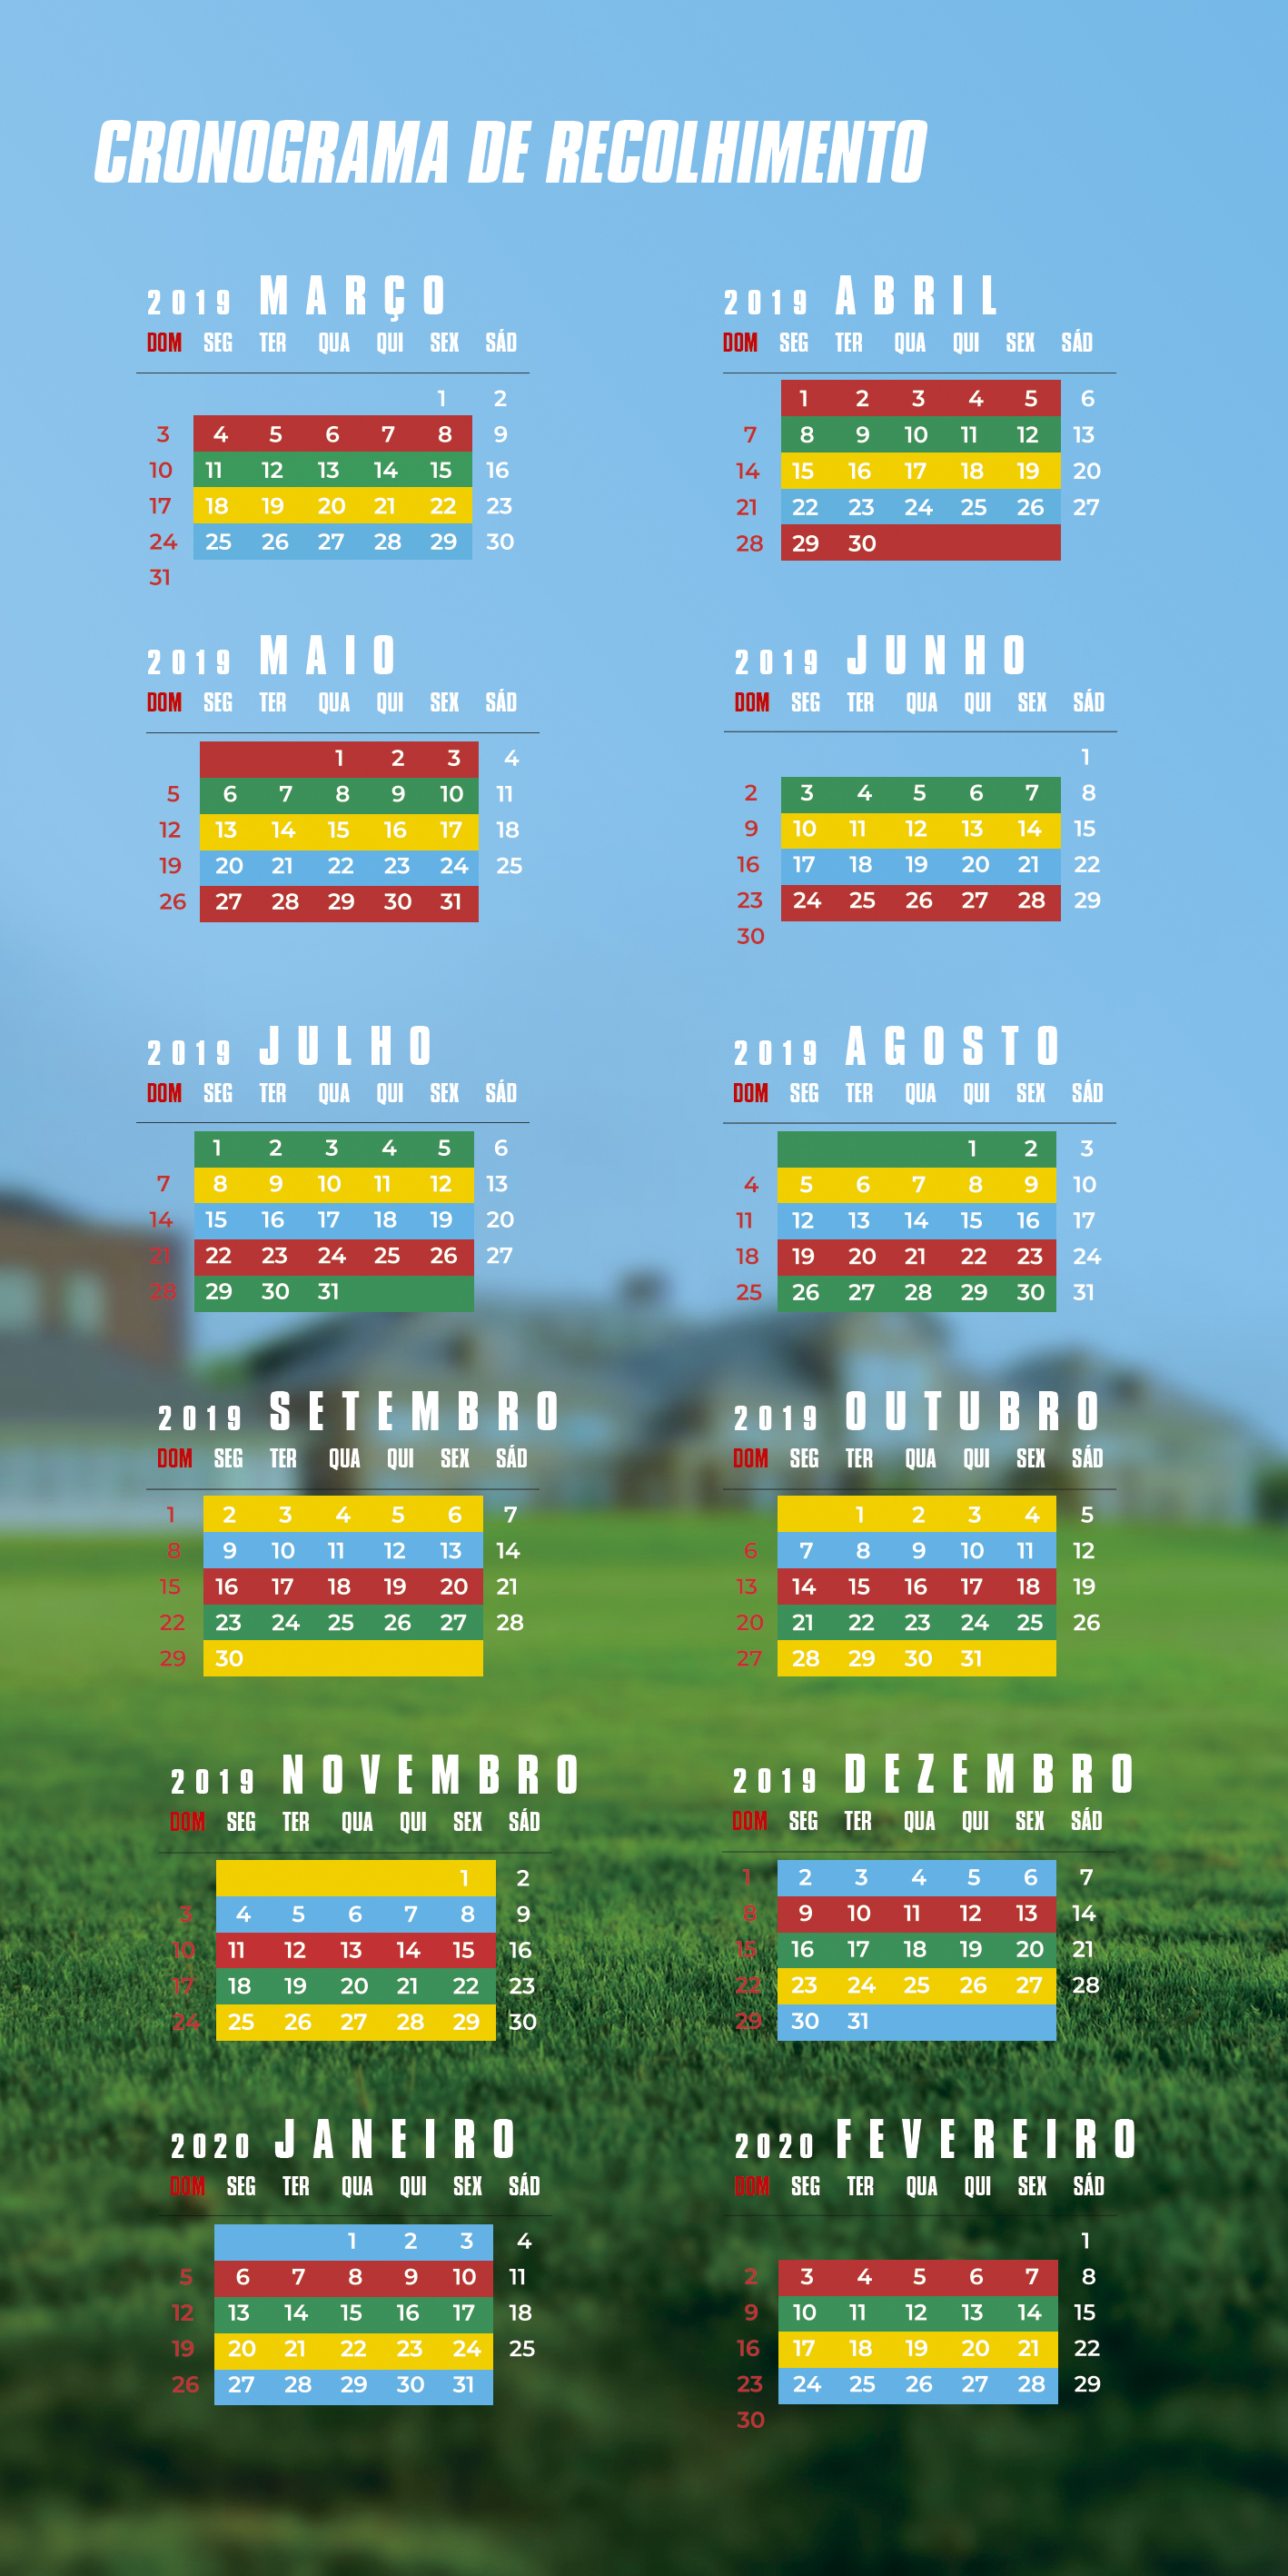 CRONOGRAMA DE RECOLHIMENTO
2019 MARÇO
DOM SEG TER QUA QUI SEX SÁD
1 2
3 4 5 6 7 8 9
10 11 12 13 14 15 16
17 18 19 20 21 22 23
24 25 26 27 28 29 30
31
2019 ABRIL
DOM SEG TER QUA QUI SEX SÁD
1 2 3 4 5 6
7 8 9 10 11 12 13
14 15 16 17 18 19 20
21 22 23 24 25 26 27
28 29 30
2019 MAIO
DOM SEG TER QUA QUI SEX SÁD
1 2 3 4
5 6 7 8 9 10 11
12 13 14 15 16 17 18
19 20 21 22 23 24 25
26 27 28 29 30 31
2019 JUNHO
DOM SEG TER QUA QUI SEX SÁD
1
2 3 4 5 6 7 8
9 10 11 12 13 14 15
16 17 18 19 20 21 22
23 24 25 26 27 28 29
30
2019 JULHO
DOM SEG TER QUA QUI SEX SÁD
1 2 3 4 5 6
7 8 9 10 11 12 13
14 15 16 17 18 19 20
21 22 23 24 25 26 27
28 29 30 31
2019 AGOSTO
DOM SEG TER QUA QUI SEX SÁD
1 2 3
4 5 6 7 8 9 10
11 12 13 14 15 16 17
18 19 20 21 22 23 24
25 26 27 28 29 30 31
2019 SETEMBRO
DOM SEG TER QUA QUI SEX SÁD
1 2 3 4 5 6 7
8 9 10 11 12 13 14
15 16 17 18 19 20 21
22 23 24 25 26 27 28
29 30
2019 OUTUBRO
DOM SEG TER QUA QUI SEX SÁD
1 2 3 4 5
6 7 8 9 10 11 12
13 14 15 16 17 18 19
20 21 22 23 24 25 26
27 28 29 30 31
2019 NOVEMBRO
DOM SEG TER QUA QUI SEX SÁD
1 2
3 4 5 6 7 8 9
10 11 12 13 14 15 16
17 18 19 20 21 22 23
24 25 26 27 28 29 30
2019 DEZEMBRO
DOM SEG TER QUA QUI SEX SÁD
1 2 3 4 5 6 7
8 9 10 11 12 13 14
15 16 17 18 19 20 21
22 23 24 25 26 27 28
29 30 31
2020 JANEIRO
DOM SEG TER QUA QUI SEX SÁD
1 2 3 4
5 6 7 8 9 10 11
12 13 14 15 16 17 18
19 20 21 22 23 24 25
26 27 28 29 30 31
2020 FEVEREIRO
DOM SEG TER QUA QUI SEX SÁD
1
2 3 4 5 6 7 8
9 10 11 12 13 14 15
16 17 18 19 20 21 22
23 24 25 26 27 28 29
30